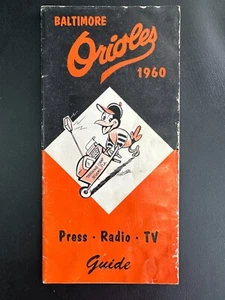 BALTIMORE
Orioles
1960
Press · Radio · TV
Guide